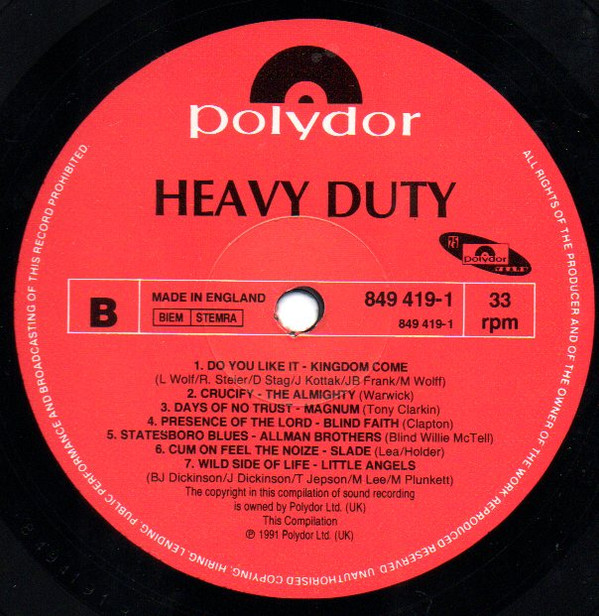 polydor
HEAVY DUTY
25
polydor
YEARS
B
MADE IN ENGLAND
BIEM STEMRA
849 419-1
849 419-1
33
rpm
1. DO YOU LIKE IT - KINGDOM COME
(L Wolf/R. Steier/D Stag/J Kottak/JB Frank/M Wolff)
2. CRUCIFY - THE ALMIGHTY (Warwick)
3. DAYS OF NO TRUST - MAGNUM (Tony Clarkin)
4. PRESENCE OF THE LORD - BLIND FAITH (Clapton)
5. STATESBORO BLUES - ALLMAN BROTHERS (Blind Willie McTell)
6. CUM ON FEEL THE NOIZE - SLADE (Lea/Holder)
7. WILD SIDE OF LIFE - LITTLE ANGELS
(BJ Dickinson/J Dickinson/T Jepson/M Lee/M Plunkett)
The copyright in this compilation of sound recording
is owned by Polydor Ltd. (UK)
This Compilation
℗ 1991 Polydor Ltd. (UK)
ALL RIGHTS OF THE PRODUCER AND OF THE OWNER OF THE WORK REPRODUCED RESERVED. UNAUTHORISED COPYING, HIRING, LENDING, PUBLIC PERFORMANCE AND BROADCASTING OF THIS RECORD PROHIBITED.